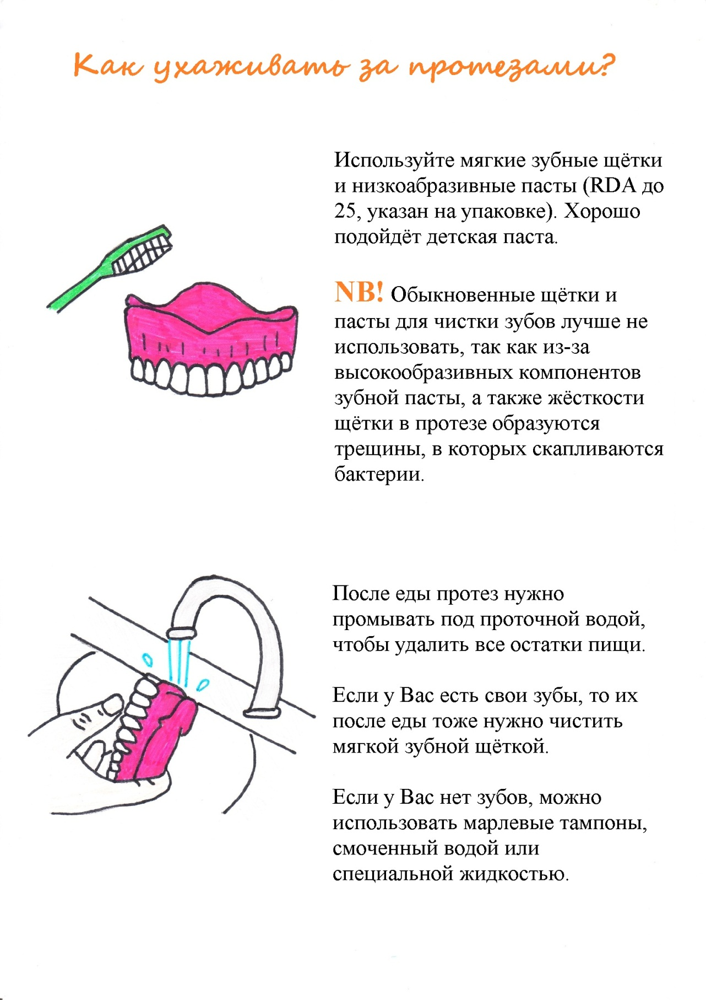 Как ухаживать за протезами?
Используйте мягкие зубные щётки
и низкоабразивные пасты (RDA до
25, указан на упаковке). Хорошо
подойдёт детская паста.
NB! Обыкновенные щётки и
пасты для чистки зубов лучше не
использовать, так как из-за
высокообразивных компонентов
зубной пасты, а также жёсткости
щётки в протезе образуются
трещины, в которых скапливаются
бактерии.
После еды протез нужно
промывать под проточной водой,
чтобы удалить все остатки пищи.
Если у Вас есть свои зубы, то их
после еды тоже нужно чистить
мягкой зубной щёткой.
Если у Вас нет зубов, можно
использовать марлевые тампоны,
смоченный водой или
специальной жидкостью.